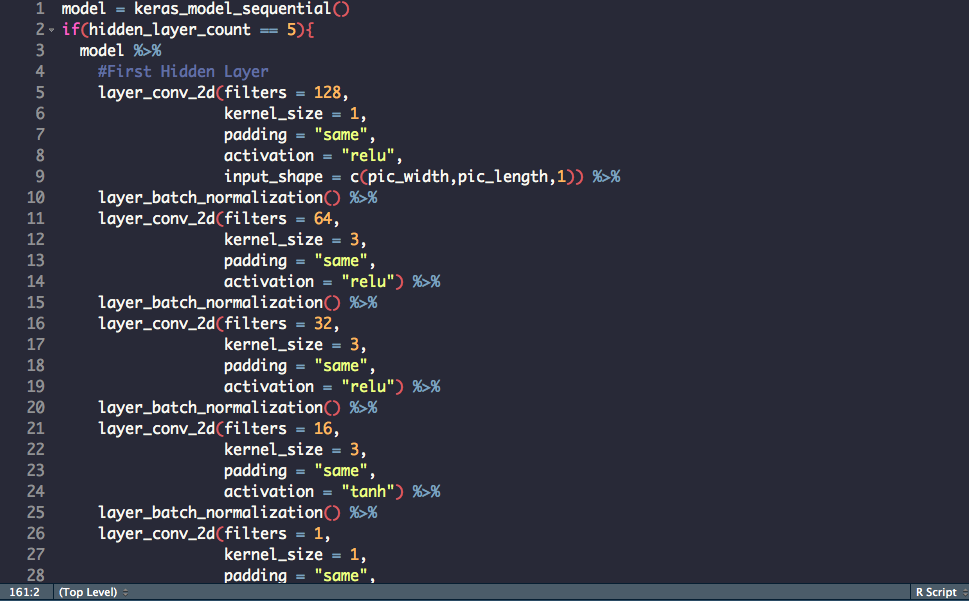 1 model = keras_model_sequential()
2 if(hidden_layer_count == 5){
3 model %>%
4 #First Hidden Layer
5 layer_conv_2d(filters = 128,
6 kernel_size = 1,
7 padding = "same",
8 activation = "relu",
9 input_shape = c(pic_width,pic_length,1)) %>%
10 layer_batch_normalization() %>%
11 layer_conv_2d(filters = 64,
12 kernel_size = 3,
13 padding = "same",
14 activation = "relu") %>%
15 layer_batch_normalization() %>%
16 layer_conv_2d(filters = 32,
17 kernel_size = 3,
18 padding = "same",
19 activation = "relu") %>%
20 layer_batch_normalization() %>%
21 layer_conv_2d(filters = 16,
22 kernel_size = 3,
23 padding = "same",
24 activation = "tanh") %>%
25 layer_batch_normalization() %>%
26 layer_conv_2d(filters = 1,
27 kernel_size = 1,
28 padding = "same",
161:2 (Top Level) R Script